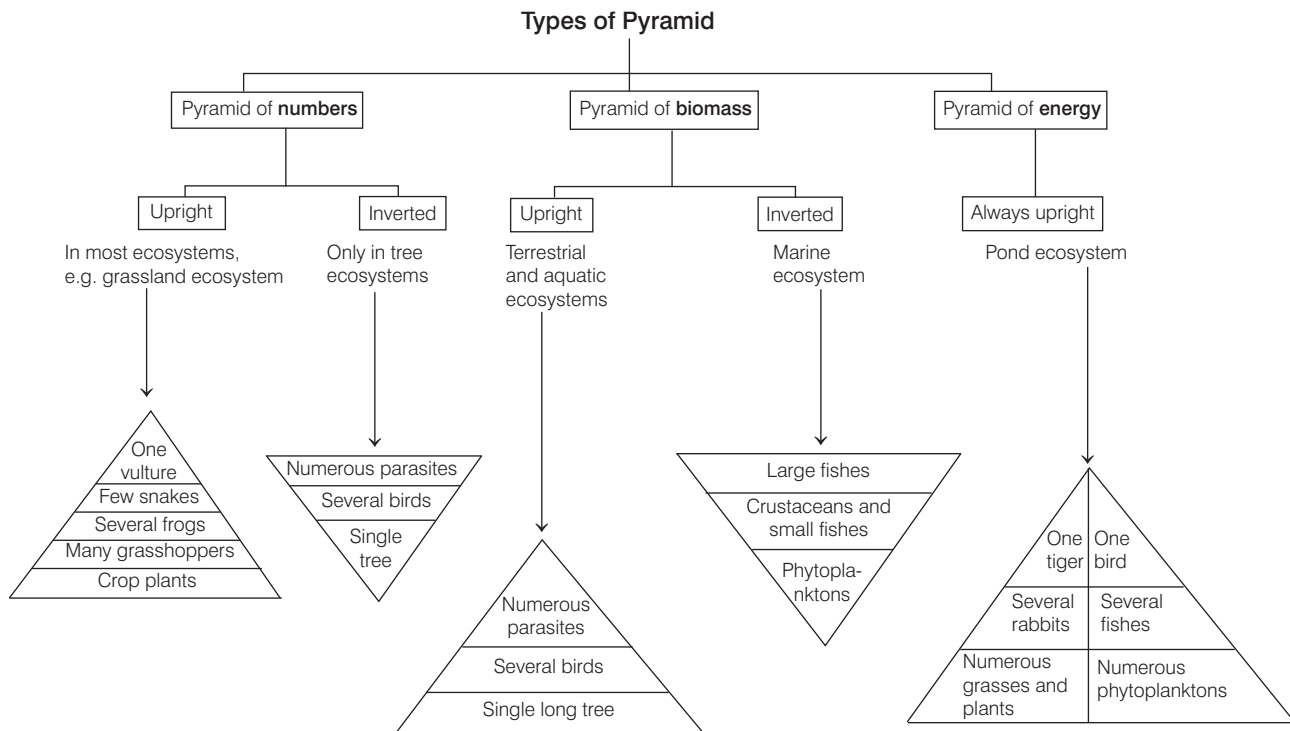 Types of Pyramid
Pyramid of numbers
Pyramid of biomass
Pyramid of energy
Upright
Inverted
Upright
Inverted
Always upright
In most ecosystems,
e.g. grassland ecosystem
Only in tree
ecosystems
Terrestrial
and aquatic
ecosystems
Marine
ecosystem
Pond ecosystem
One
vulture
Few snakes
Several frogs
Many grasshoppers
Crop plants
Numerous parasites
Several birds
Single
tree
Numerous
parasites
Several birds
Single long tree
Large fishes
Crustaceans and
small fishes
Phytopla-
nktons
One
tiger
One
bird
Several
rabbits
Several
fishes
Numerous
grasses and
plants
Numerous
phytoplanktons